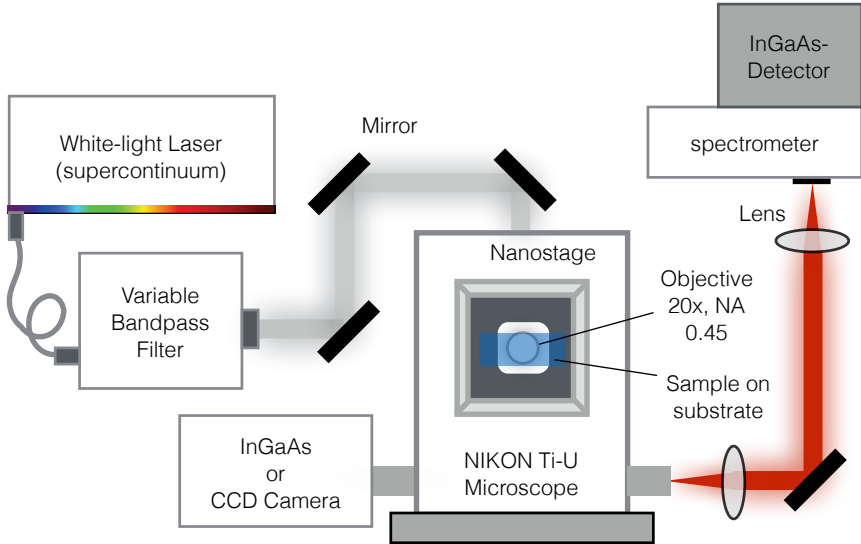 InGaAs-
Detector
White-light Laser
(supercontinuum)
Mirror
spectrometer
Lens
Nanostage
Variable
Bandpass
Filter
Objective
20x, NA
0.45
Sample on
substrate
InGaAs
or
CCD Camera
NIKON Ti-U
Microscope